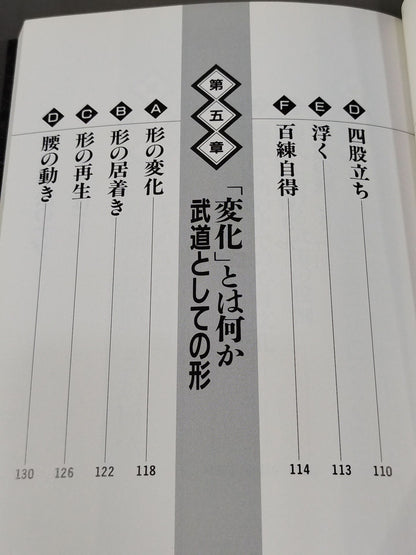 D 四股立ち 110
E 浮く 113
F 百練自得 114
第五章
「変化」とは何か
武道としての形
A 形の変化 118
B 形の居着き 122
C 形の再生 126
D 腰の動き 130